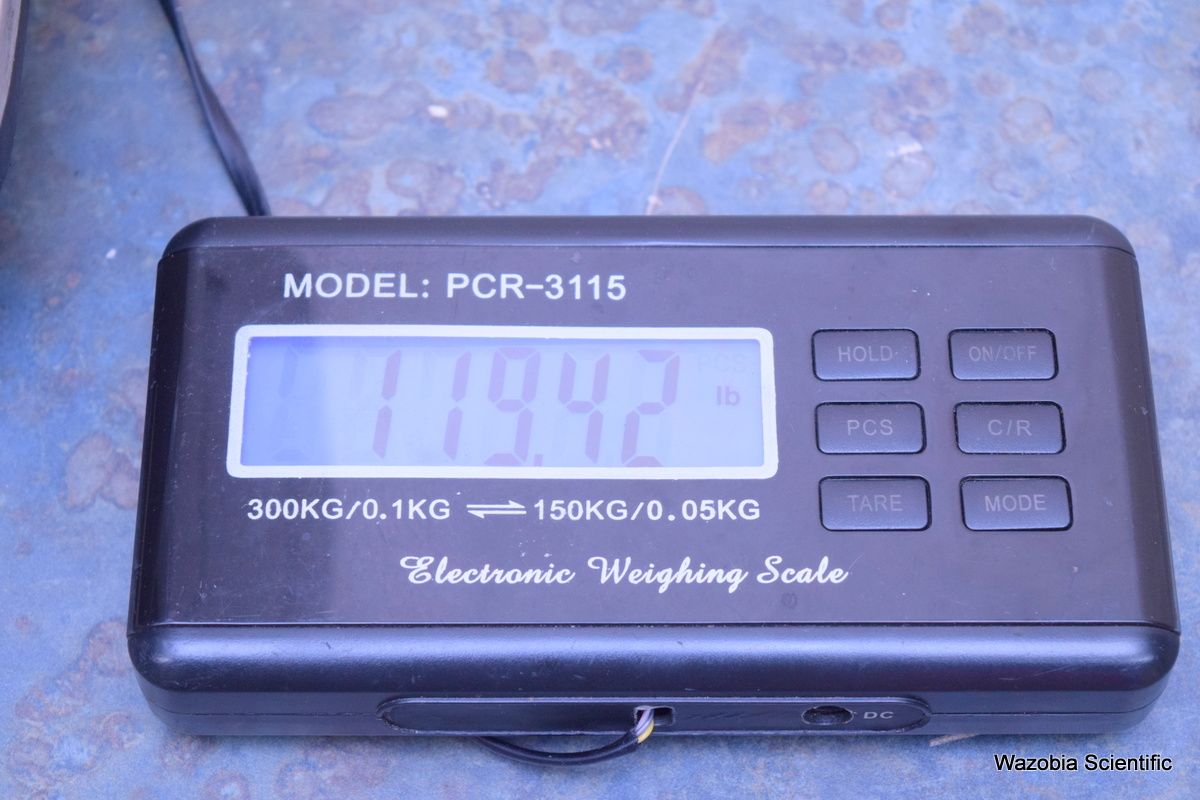 MODEL: PCR-3115
119.42
PCS
lb
HOLD
ON/OFF
PCS
C/R
TARE
MODE
300KG/0.1KG ⇌ 150KG/0.05KG
Electronic Weighing Scale
DC
Wazobia Scientific